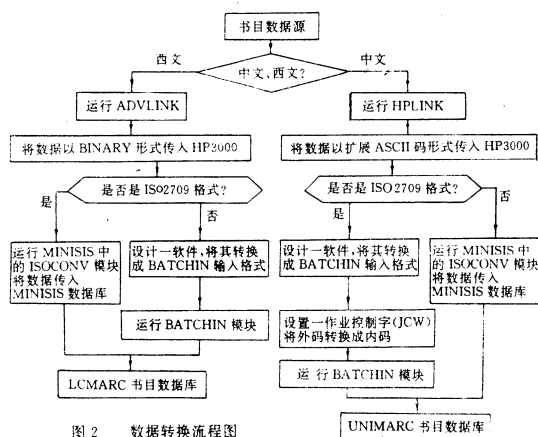 书目数据源
西文
中文
中文、西文?
运行 ADVLINK
运行 HPLINK
将数据以 BINARY 形式传入 HP3000
将数据以扩展 ASCII 码形式传入 HP3000
是否是 ISO2709 格式?
是否是 ISO 2709 格式?
是
否
是
否
运行 MINISIS 中
的 ISOCONV 模块
将数据传入
MINISIS 数据库
设计一软件,将其转换
成 BATCHIN 输入格式
设计一软件,将其转换
成 BATCHIN 输入格式
运行 MINISIS 中
的 ISOCONV 模块
将数据传入
MINISIS 数据库
运行 BATCHIN 模块
设置一作业控制字(JCW)
将外码转换成内码
运 行 BATCHIN 模块
LCMARC 书目数据库
UNIMARC 书目数据库
图 2 数据转换流程图